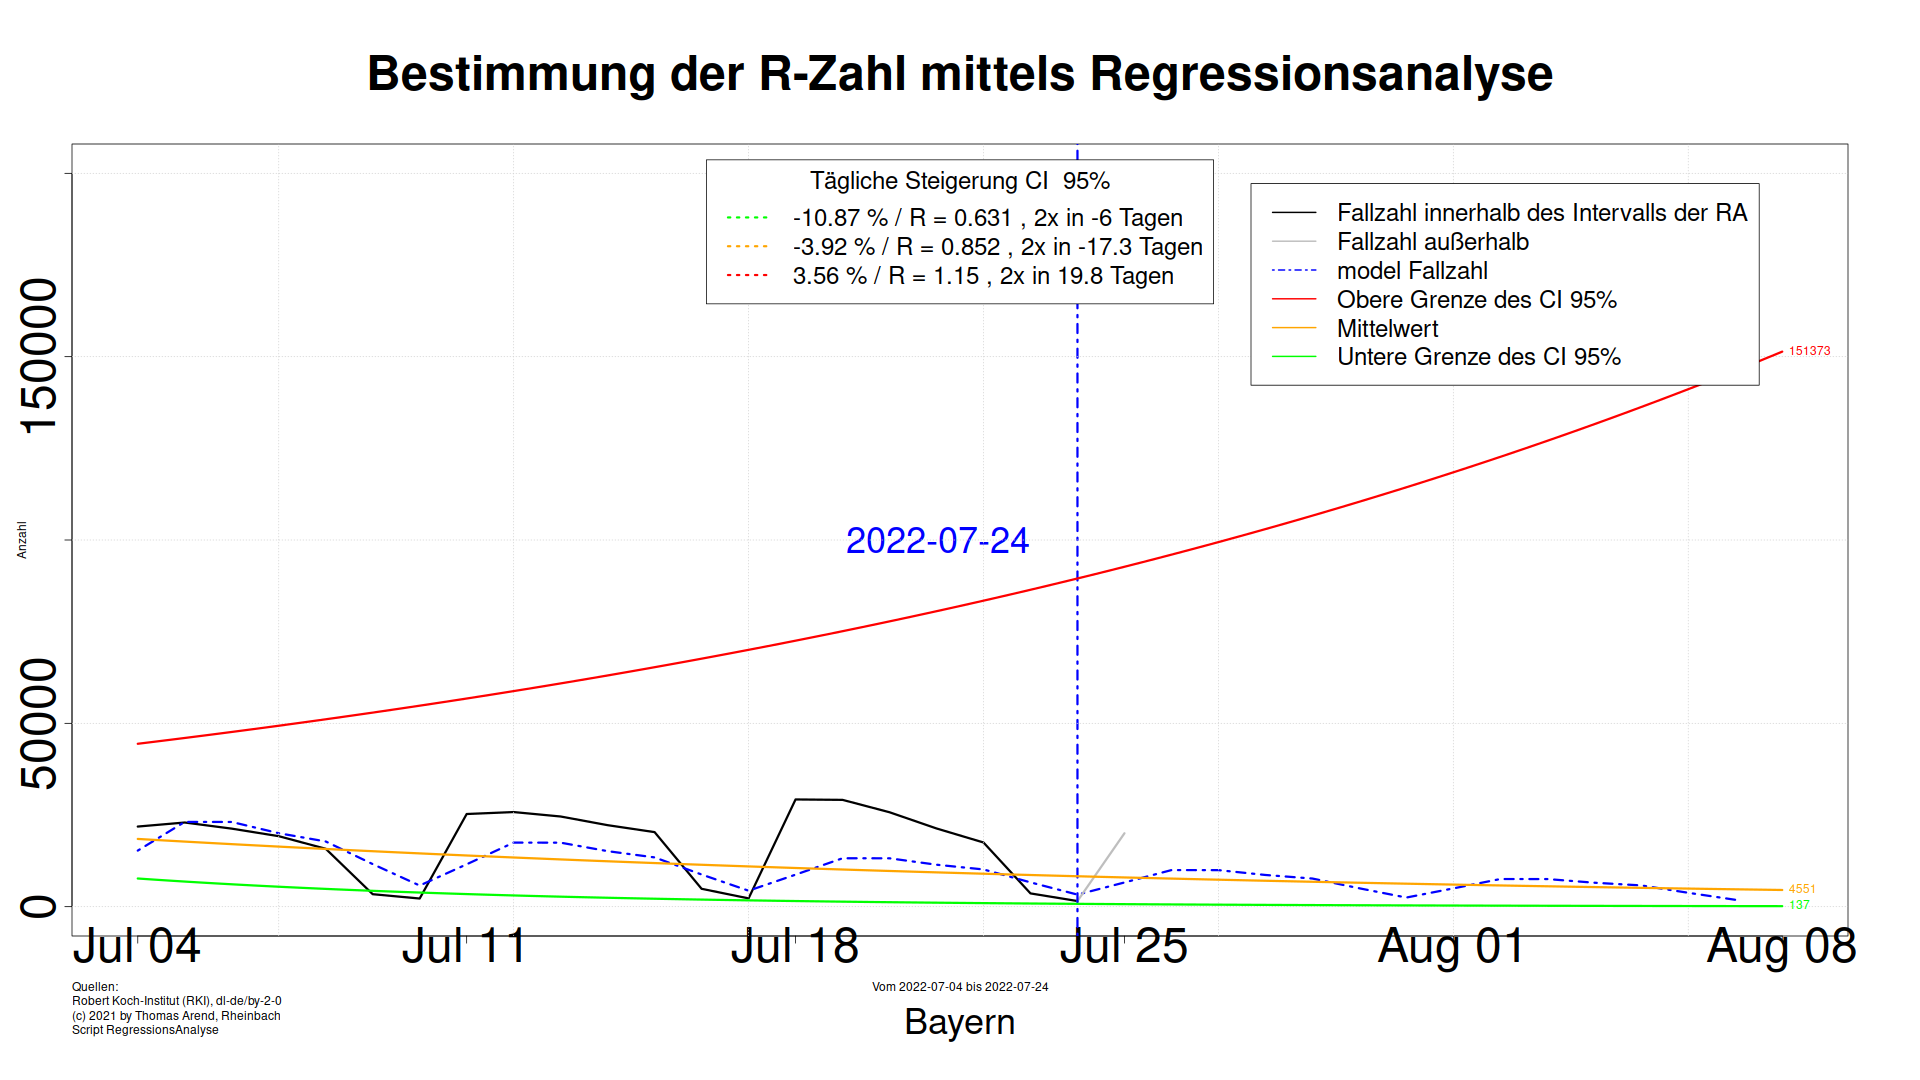 Bestimmung der R-Zahl mittels Regressionsanalyse
Tägliche Steigerung CI  95%
-10.87 % / R = 0.631 , 2x in -6 Tagen
-3.92 % / R = 0.852 , 2x in -17.3 Tagen
3.56 % / R = 1.15 , 2x in 19.8 Tagen
Fallzahl innerhalb des Intervalls der RA
Fallzahl außerhalb
model Fallzahl
Obere Grenze des CI 95%
Mittelwert
Untere Grenze des CI 95%
150000
50000
0
Anzahl
2022-07-24
151373
4551
137
Jul 04
Jul 11
Jul 18
Jul 25
Aug 01
Aug 08
Quellen:
Robert Koch-Institut (RKI), dl-de/by-2-0
(c) 2021 by Thomas Arend, Rheinbach
Script RegressionsAnalyse
Vom 2022-07-04 bis 2022-07-24
Bayern